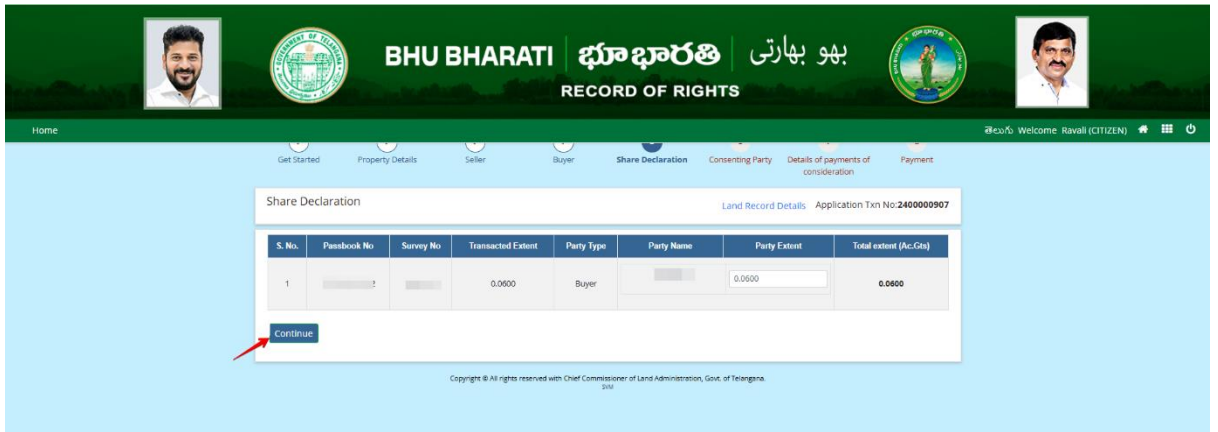 BHU BHARATI భూ భారతి بھو بھارتی
RECORD OF RIGHTS
Home
తెలుగు Welcome Ravali (CITIZEN)
Get Started Property Details Seller Buyer Share Declaration Consenting Party Details of payments of consideration Payment
Share Declaration
Land Record Details Application Txn No:2400000907
S. No. Passbook No Survey No Transacted Extent Party Type Party Name Party Extent Total extent (Ac.Gts)
1 0.0600 Buyer 0.0600 0.0600
Continue
Copyright © All rights reserved with Chief Commissioner of Land Administration, Govt. of Telangana.
SVM